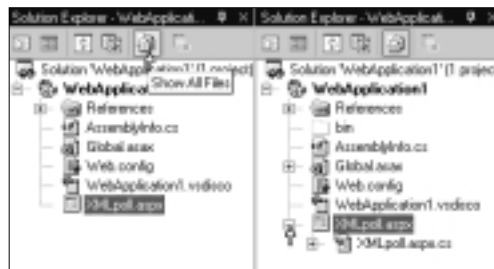 Solution Explorer - WebApplicati...
Solution 'WebApplication1' (1 project)
WebApplic
Show All Files
References
AssemblyInfo.cs
Global.asax
Web.config
WebApplication1.vsdisco
XMLpoll.aspx
Solution Explorer - WebApplicati...
Solution 'WebApplication1' (1 projec
WebApplication1
References
bin
AssemblyInfo.cs
Global.asax
Web.config
WebApplication1.vsdisco
XMLpoll.aspx
XMLpoll.aspx.cs